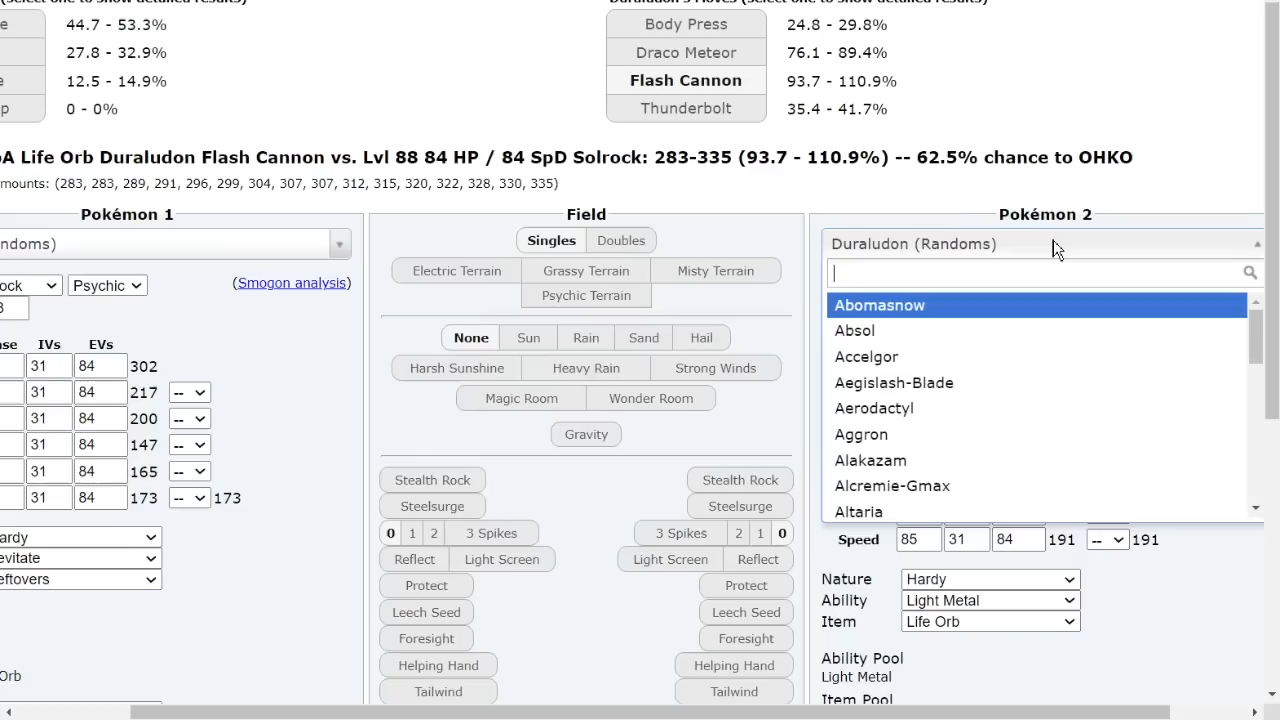 44.7 - 53.3%
27.8 - 32.9%
12.5 - 14.9%
0 - 0%
Body Press 24.8 - 29.8%
Draco Meteor 76.1 - 89.4%
Flash Cannon 93.7 - 110.9%
Thunderbolt 35.4 - 41.7%
A Life Orb Duraludon Flash Cannon vs. Lvl 88 84 HP / 84 SpD Solrock: 283-335 (93.7 - 110.9%) -- 62.5% chance to OHKO
mounts: (283, 283, 289, 291, 296, 299, 304, 307, 307, 312, 315, 320, 322, 328, 330, 335)
Pokémon 1
ndoms)
ock Psychic (Smogon analysis)
se IVs EVs
31 84 302
31 84 217 --
31 84 200 --
31 84 147 --
31 84 165 --
31 84 173 -- 173
ardy
evitate
eftovers
Orb
Field
Singles Doubles
Electric Terrain Grassy Terrain Misty Terrain
Psychic Terrain
None Sun Rain Sand Hail
Harsh Sunshine Heavy Rain Strong Winds
Magic Room Wonder Room
Gravity
Stealth Rock Stealth Rock
Steelsurge Steelsurge
0 1 2 3 Spikes 3 Spikes 2 1 0
Reflect Light Screen Light Screen Reflect
Protect Protect
Leech Seed Leech Seed
Foresight Foresight
Helping Hand Helping Hand
Tailwind Tailwind
Pokémon 2
Duraludon (Randoms)
Abomasnow
Absol
Accelgor
Aegislash-Blade
Aerodactyl
Aggron
Alakazam
Alcremie-Gmax
Altaria
Speed 85 31 84 191 -- 191
Nature Hardy
Ability Light Metal
Item Life Orb
Ability Pool
Light Metal
Item Pool